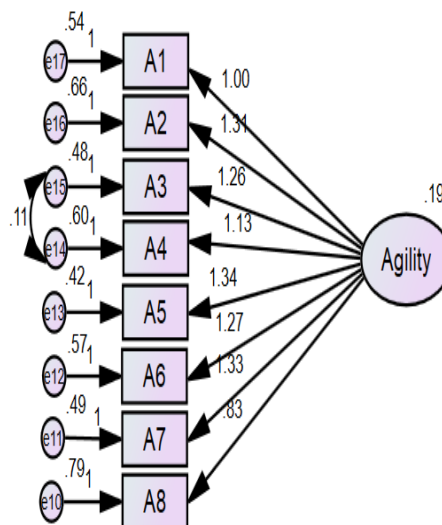 .54
1
e17
A1
1.00
.66
1
e16
A2
1.31
.48
1
e15
A3
1.26
.19
.11
.60
1
e14
A4
1.13
Agility
.42
1
e13
A5
1.34
.57
1
e12
A6
1.27
.49
1
e11
A7
1.33
.79
1
e10
A8
.83